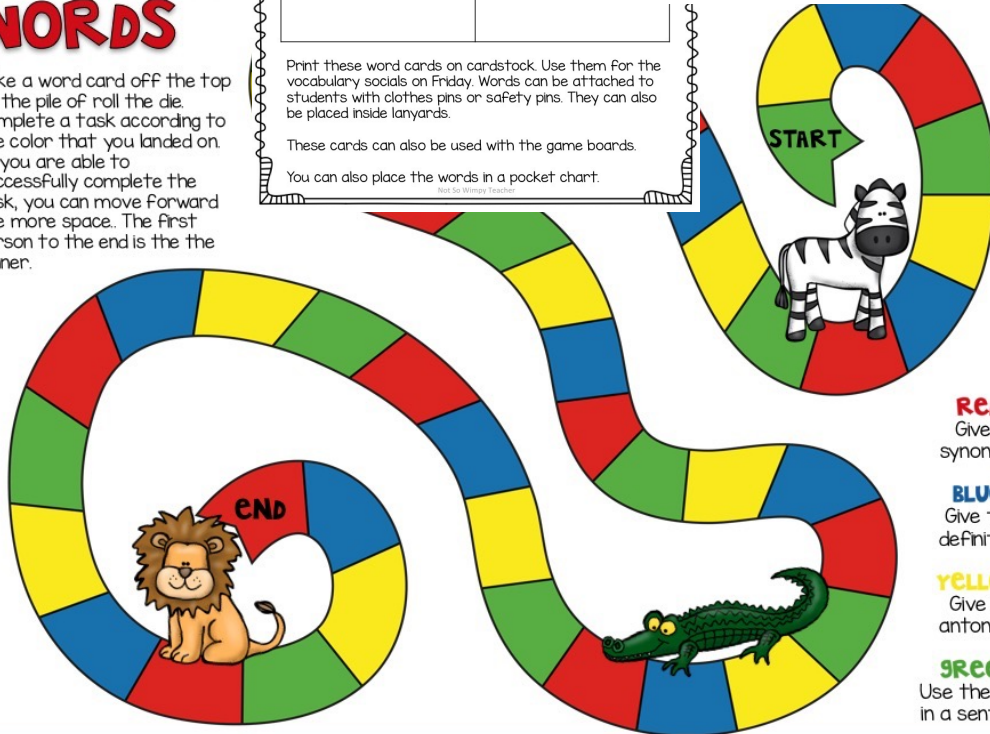 WORDS
ke a word card off the top
the pile of roll the die.
mplete a task according to
e color that you landed on.
you are able to
ccessfully complete the
sk, you can move forward
e more space.. The first
rson to the end is the the
ner.
Print these word cards on cardstock. Use them for the
vocabulary socials on Friday. Words can be attached to
students with clothes pins or safety pins. They can also
be placed inside lanyards.
These cards can also be used with the game boards.
You can also place the words in a pocket chart.
Not So Wimpy Teacher
START
END
Re
Give
synon
BLU
Give
defini
YeLL
Give
anton
gRee
Use the
in a sent